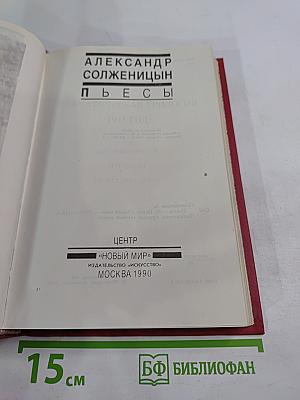 АЛЕКСАНДР
СОЛЖЕНИЦЫН
ПЬЕСЫ
ЦЕНТР
«НОВЫЙ МИР»
ИЗДАТЕЛЬСТВО «ИСКУССТВО»
МОСКВА 1990
15 см
БФ БИБЛИОФАН